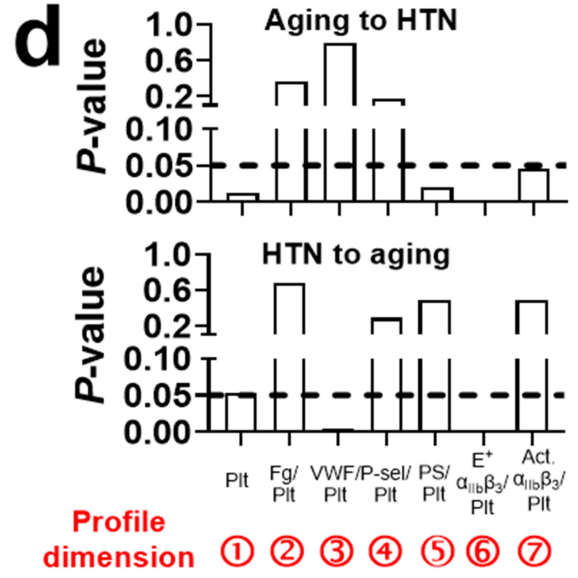 d
Aging to HTN
P-value
1.0
0.6
0.2
0.10
0.05
0.00
HTN to aging
P-value
1.0
0.6
0.2
0.10
0.05
0.00
Plt
Fg/
Plt
VWF/
Plt
P-sel/
Plt
PS/
Plt
E⁺
αIIbβ₃/
Plt
Act.
αIIbβ₃/
Plt
Profile
dimension
① ② ③ ④ ⑤ ⑥ ⑦